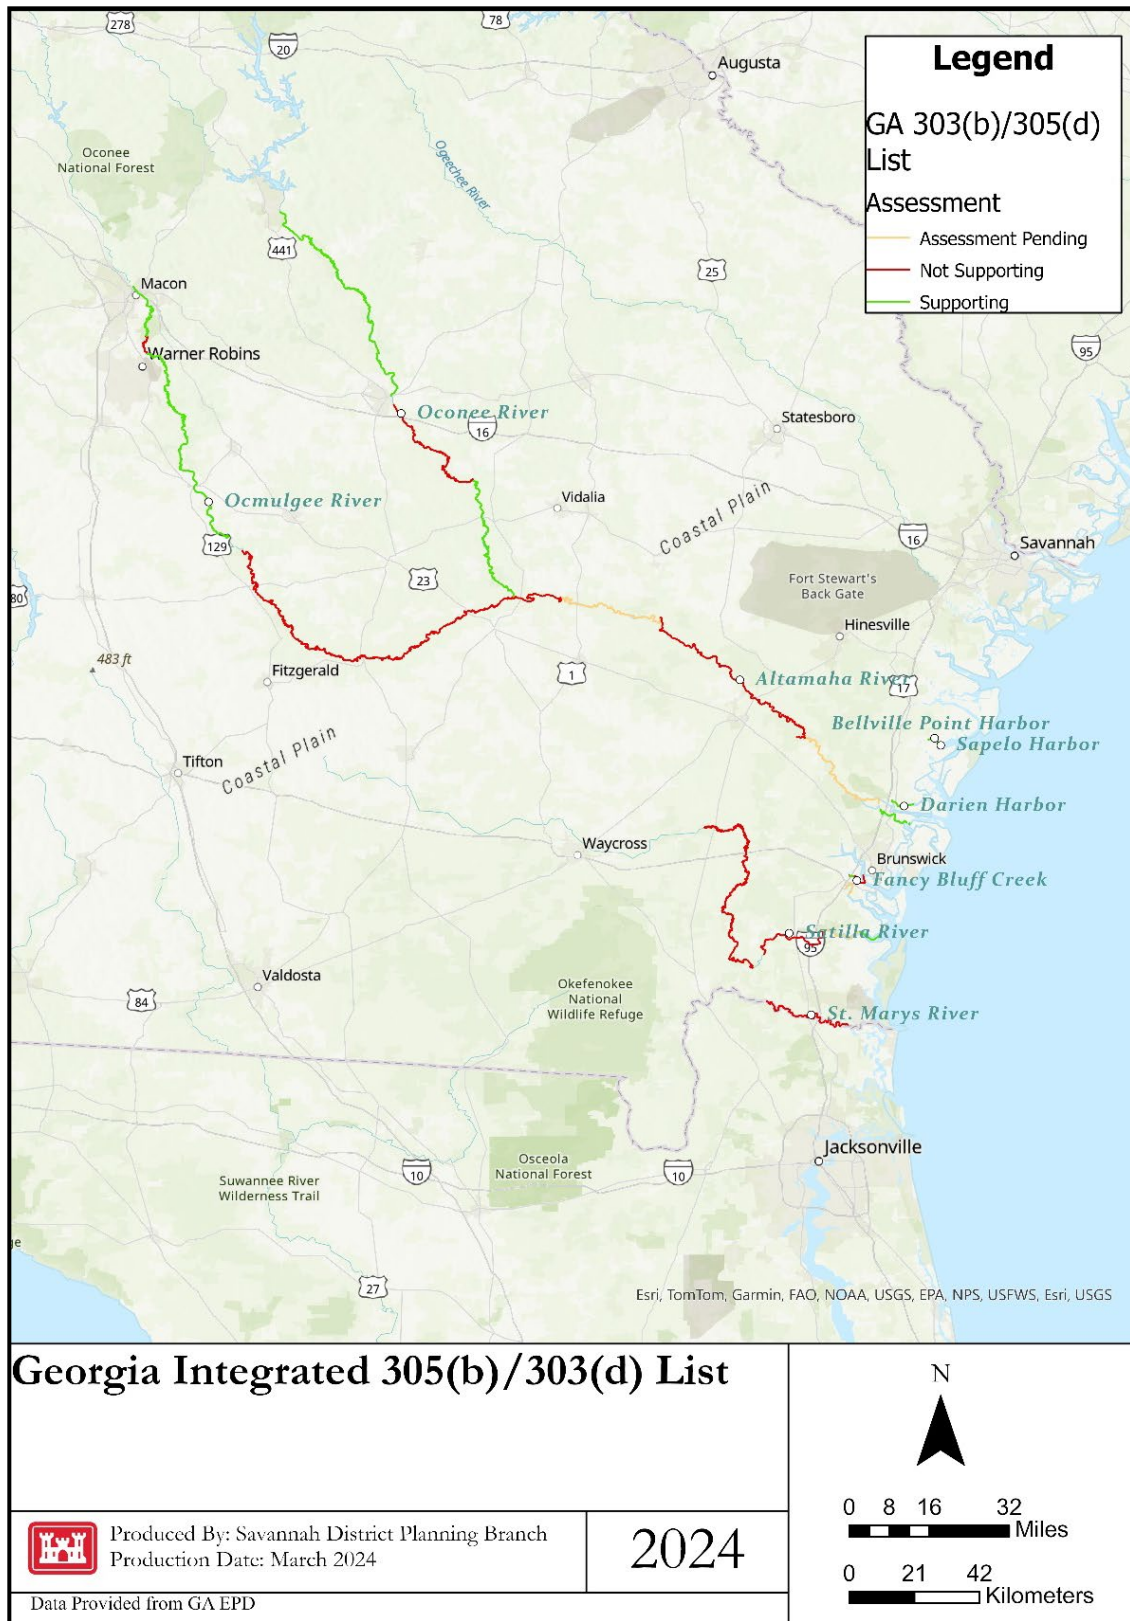 278
78
20
Augusta
Legend
GA 303(b)/305(d)
List
Assessment
Assessment Pending
Not Supporting
Supporting
Oconee
National Forest
Ogeechee River
441
25
Macon
Warner Robins
95
Oconee River
16
Statesboro
Ocmulgee River
Vidalia
Coastal Plain
129
16
Savannah
23
80
Fort Stewart's
Back Gate
Hinesville
483 ft
Fitzgerald
1
Altamaha River
17
Bellville Point Harbor
Sapelo Harbor
Tifton
Coastal Plain
Darien Harbor
Waycross
Brunswick
Fancy Bluff Creek
Satilla River
95
Valdosta
84
Okefenokee
National
Wildlife Refuge
St. Marys River
Jacksonville
Osceola
National Forest
10
10
Suwannee River
Wilderness Trail
ge
27
Esri, TomTom, Garmin, FAO, NOAA, USGS, EPA, NPS, USFWS, Esri, USGS
Georgia Integrated 305(b)/303(d) List
N
0 8 16 32
Miles
0 21 42
Kilometers
Produced By: Savannah District Planning Branch
Production Date: March 2024
2024
Data Provided from GA EPD